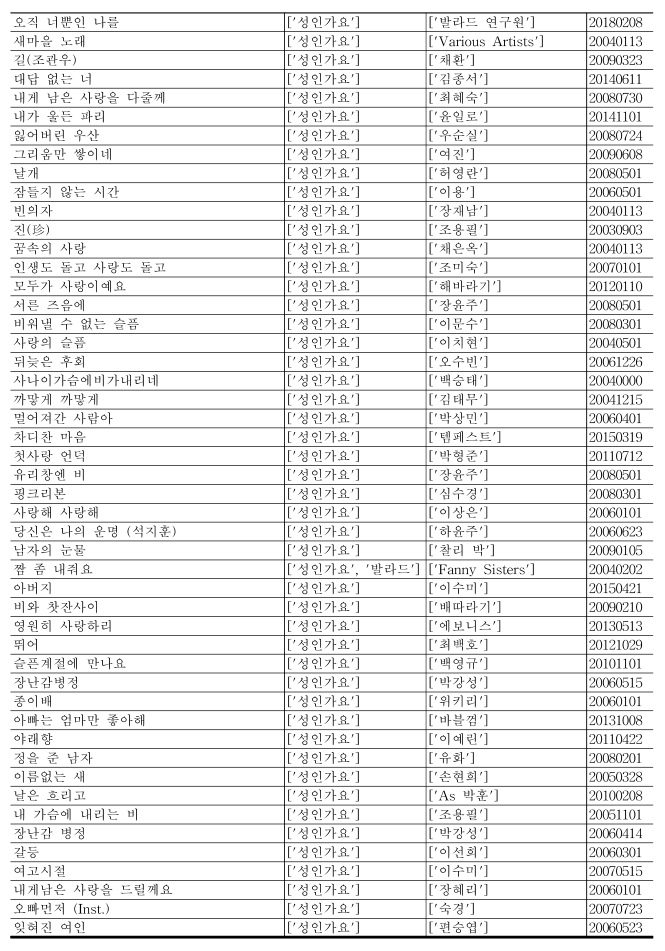 오직 너뿐인 나를 ['성인가요'] ['발라드 연구원'] 20180208
새마을 노래 ['성인가요'] ['Various Artists'] 20040113
길(조관우) ['성인가요'] ['채환'] 20090323
대답 없는 너 ['성인가요'] ['김종서'] 20140611
내게 남은 사랑을 다줄께 ['성인가요'] ['최혜숙'] 20080730
내가 울든 파리 ['성인가요'] ['윤일로'] 20141101
잃어버린 우산 ['성인가요'] ['우순실'] 20080724
그리움만 쌓이네 ['성인가요'] ['여진'] 20090608
날개 ['성인가요'] ['허영란'] 20080501
잠들지 않는 시간 ['성인가요'] ['이용'] 20060501
빈의자 ['성인가요'] ['장재남'] 20040113
진(珍) ['성인가요'] ['조용필'] 20030903
꿈속의 사랑 ['성인가요'] ['채은옥'] 20040113
인생도 돌고 사랑도 돌고 ['성인가요'] ['조미숙'] 20070101
모두가 사랑이예요 ['성인가요'] ['해바라기'] 20120110
서른 즈음에 ['성인가요'] ['장윤주'] 20080501
비워낼 수 없는 슬픔 ['성인가요'] ['이문수'] 20080301
사랑의 슬픔 ['성인가요'] ['이치현'] 20040501
뒤늦은 후회 ['성인가요'] ['오수빈'] 20061226
사나이가슴에비가내리네 ['성인가요'] ['백승태'] 20040000
까맣게 까맣게 ['성인가요'] ['김태무'] 20041215
멀어져간 사람아 ['성인가요'] ['박상민'] 20060401
차디찬 마음 ['성인가요'] ['템페스트'] 20150319
첫사랑 언덕 ['성인가요'] ['박형준'] 20110712
유리창엔 비 ['성인가요'] ['장윤주'] 20080501
핑크리본 ['성인가요'] ['심수경'] 20080301
사랑해 사랑해 ['성인가요'] ['이상은'] 20060101
당신은 나의 운명 (석지훈) ['성인가요'] ['하윤주'] 20060623
남자의 눈물 ['성인가요'] ['찰리 박'] 20090105
짬 좀 내줘요 ['성인가요', '발라드'] ['Fanny Sisters'] 20040202
아버지 ['성인가요'] ['이수미'] 20150421
비와 찻잔사이 ['성인가요'] ['배따라기'] 20090210
영원히 사랑하리 ['성인가요'] ['에보니스'] 20130513
뛰어 ['성인가요'] ['최백호'] 20121029
슬픈계절에 만나요 ['성인가요'] ['백영규'] 20101101
장난감병정 ['성인가요'] ['박강성'] 20060515
종이배 ['성인가요'] ['위키리'] 20060101
아빠는 엄마만 좋아해 ['성인가요'] ['바블껌'] 20131008
야래향 ['성인가요'] ['이예린'] 20110422
정을 준 남자 ['성인가요'] ['유화'] 20080201
이름없는 새 ['성인가요'] ['손현희'] 20050328
날은 흐리고 ['성인가요'] ['As 박훈'] 20100208
내 가슴에 내리는 비 ['성인가요'] ['조용필'] 20051101
장난감 병정 ['성인가요'] ['박강성'] 20060414
갈등 ['성인가요'] ['이선희'] 20060301
여고시절 ['성인가요'] ['이수미'] 20070515
내게남은 사랑을 드릴께요 ['성인가요'] ['장혜리'] 20060101
오빠먼저 (Inst.) ['성인가요'] ['숙경'] 20070723
잊혀진 여인 ['성인가요'] ['편승엽'] 20060523